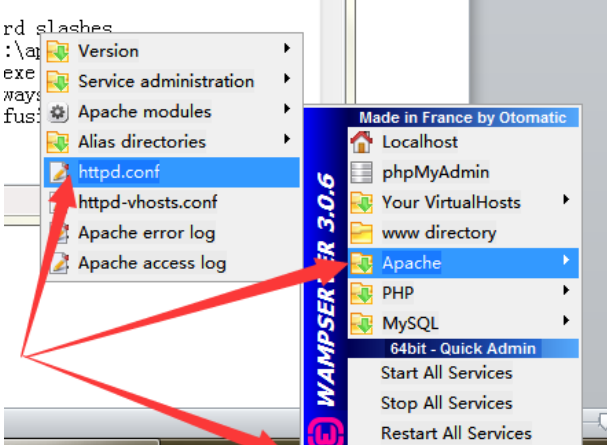 rd slashes
:\ap
exe
ways
fusi
Version
Service administration
Apache modules
Alias directories
httpd.conf
httpd-vhosts.conf
Apache error log
Apache access log
WAMPSERVER 3.0.6
Made in France by Otomatic
Localhost
phpMyAdmin
Your VirtualHosts
www directory
Apache
PHP
MySQL
64bit - Quick Admin
Start All Services
Stop All Services
Restart All Services